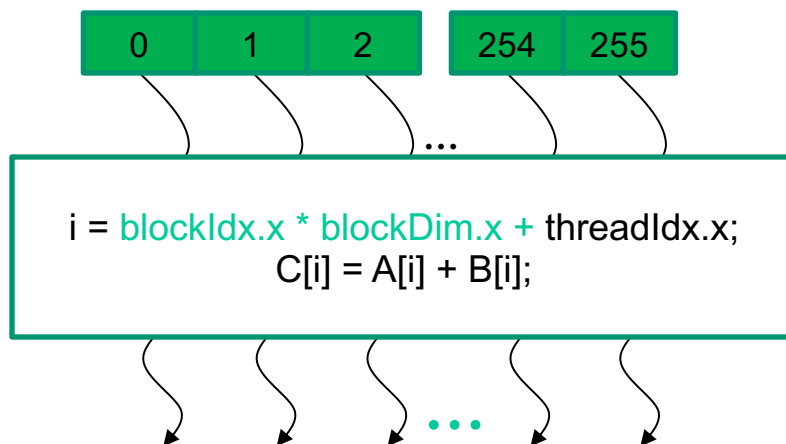 0 1 2 254 255
...
i = blockIdx.x * blockDim.x + threadIdx.x;
C[i] = A[i] + B[i];
...